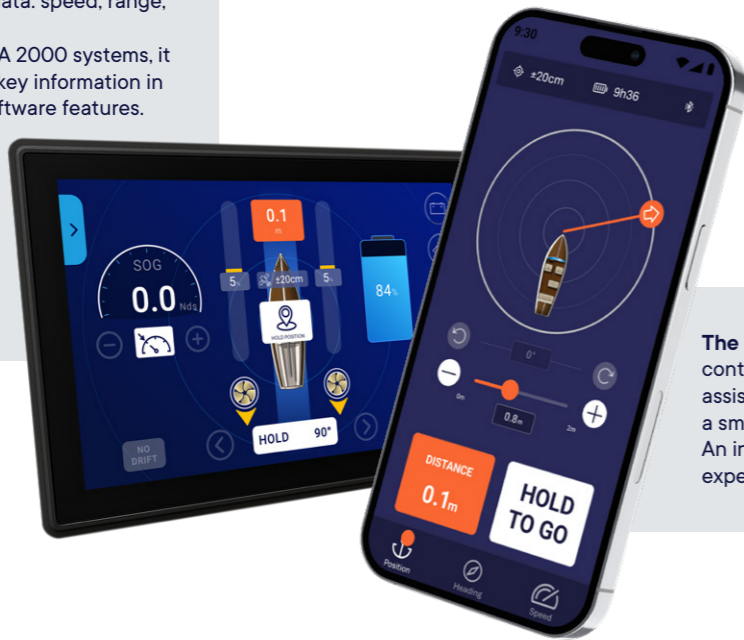 data: speed, range,
A 2000 systems, it
key information in
ftware features.
0.1
m
SOG
0.0 Nds
5%
±20cm
5%
84%
HOLD POSITION
HOLD 90°
NO
DRIFT
9:30
±20cm
9h36
0°
0m
2m
0.8m
DISTANCE
0.1m
HOLD
TO GO
Position
Heading
Speed
The
cont
assis
a sm
An in
expe